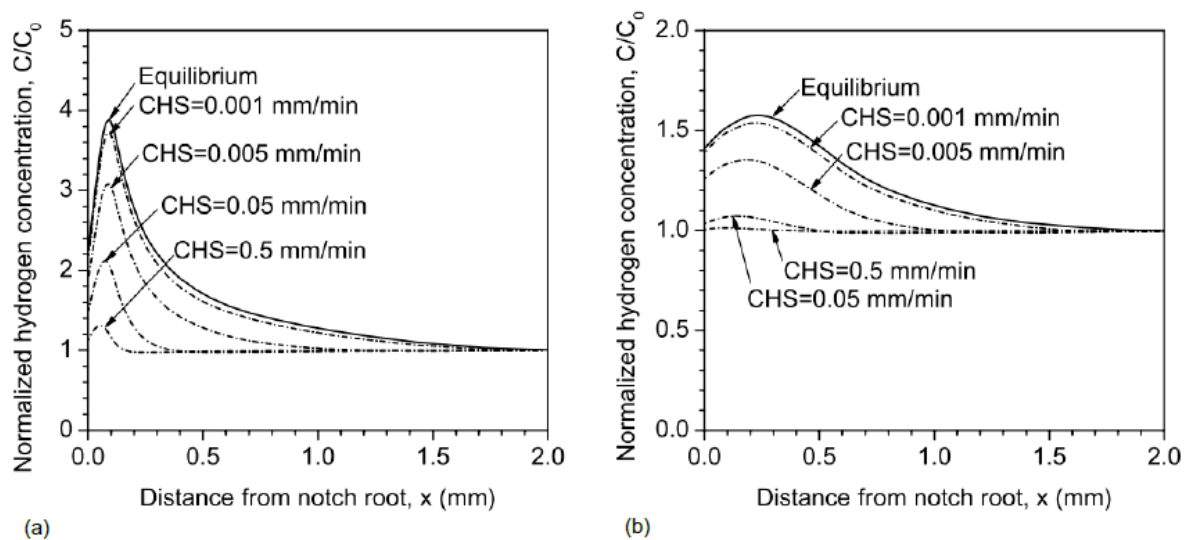 Normalized hydrogen concentration, C/C₀
5
4
3
2
1
0
Equilibrium
CHS=0.001 mm/min
CHS=0.005 mm/min
CHS=0.05 mm/min
CHS=0.5 mm/min
0.0 0.5 1.0 1.5 2.0
Distance from notch root, x (mm)
(a)
Normalized hydrogen concentration, C/C₀
2.0
1.5
1.0
0.5
0.0
Equilibrium
CHS=0.001 mm/min
CHS=0.005 mm/min
CHS=0.5 mm/min
CHS=0.05 mm/min
0.0 0.5 1.0 1.5 2.0
Distance from notch root, x (mm)
(b)